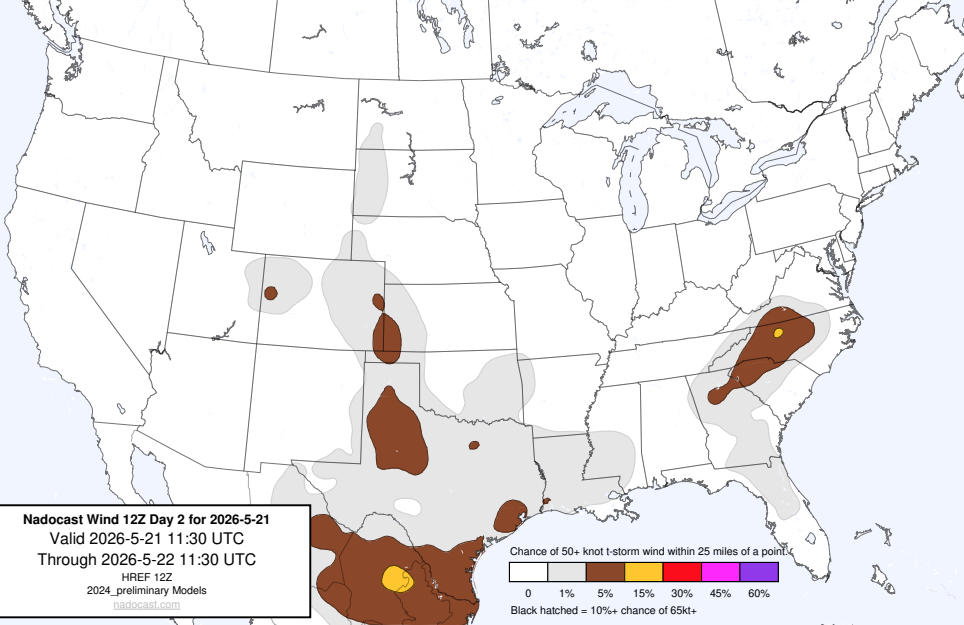 Nadocast Wind 12Z Day 2 for 2026-5-21
Valid 2026-5-21 11:30 UTC
Through 2026-5-22 11:30 UTC
HREF 12Z
2024_preliminary Models
nadocast.com
Chance of 50+ knot t-storm wind within 25 miles of a point.
0 1% 5% 15% 30% 45% 60%
Black hatched = 10%+ chance of 65kt+